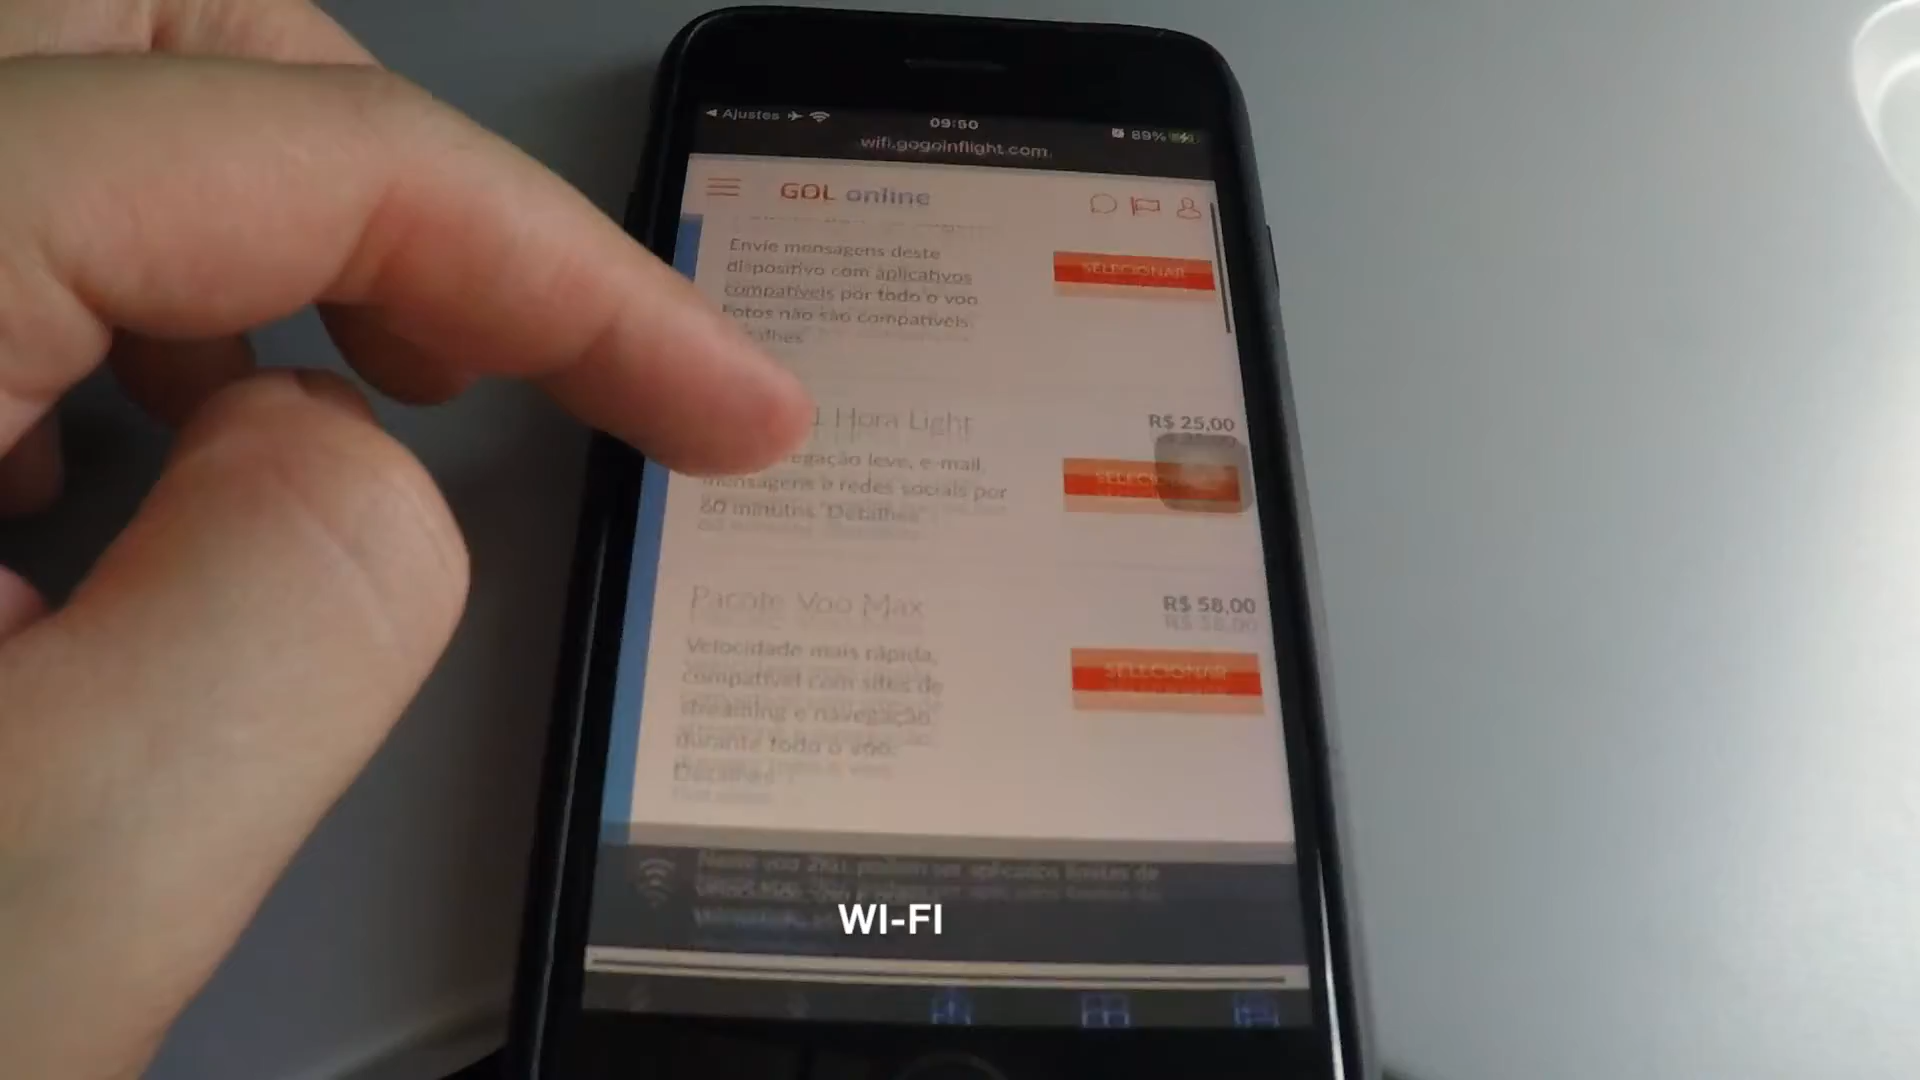 Ajustes
09:50
89%
wifi.gogoinflight.com
GOL online
Envie mensagens deste
dispositivo com aplicativos
compatíveis por todo o voo
Fotos não são compatíveis.
SELECIONAR
1 Hora Light
R$ 25,00
leve, e-mail,
mensagens e redes sociais por
60 minutos Detalhes
Pacote Voo Max
R$ 58,00
Velocidade mais rápida,
compatível com sites de
streaming e navegação
durante todo o voo.
Detalhes
SELECIONAR
WI-FI